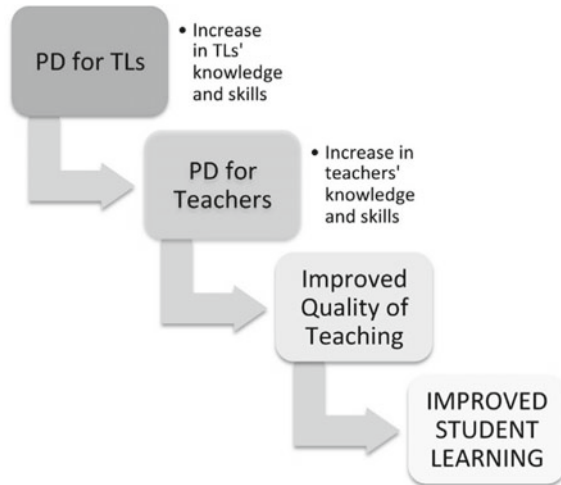 PD for TLs
• Increase
in TLs'
knowledge
and skills
PD for
Teachers
• Increase in
teachers'
knowledge
and skills
Improved
Quality of
Teaching
IMPROVED
STUDENT
LEARNING